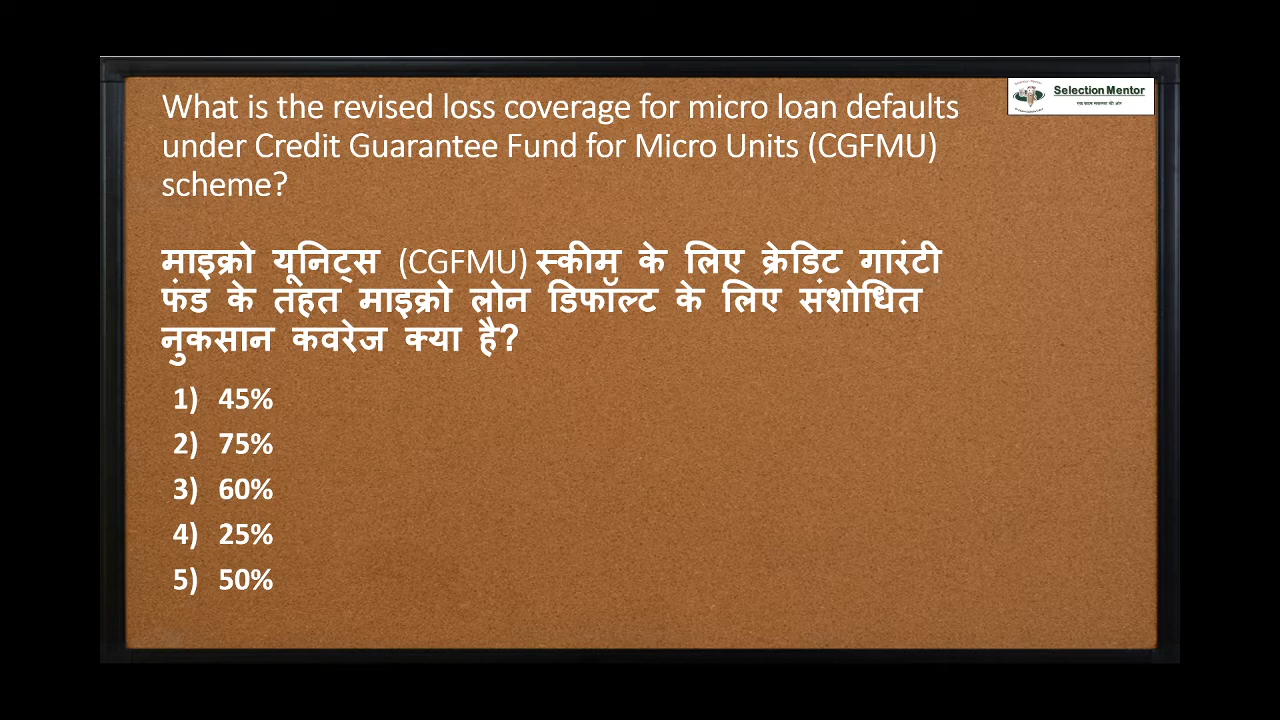 What is the revised loss coverage for micro loan defaults
under Credit Guarantee Fund for Micro Units (CGFMU)
scheme?
माइक्रो यूनिट्स (CGFMU) स्कीम के लिए क्रेडिट गारंटी
फंड के तहत माइक्रो लोन डिफॉल्ट के लिए संशोधित
नुकसान कवरेज क्या है?
1) 45%
2) 75%
3) 60%
4) 25%
5) 50%
Selection Mentor